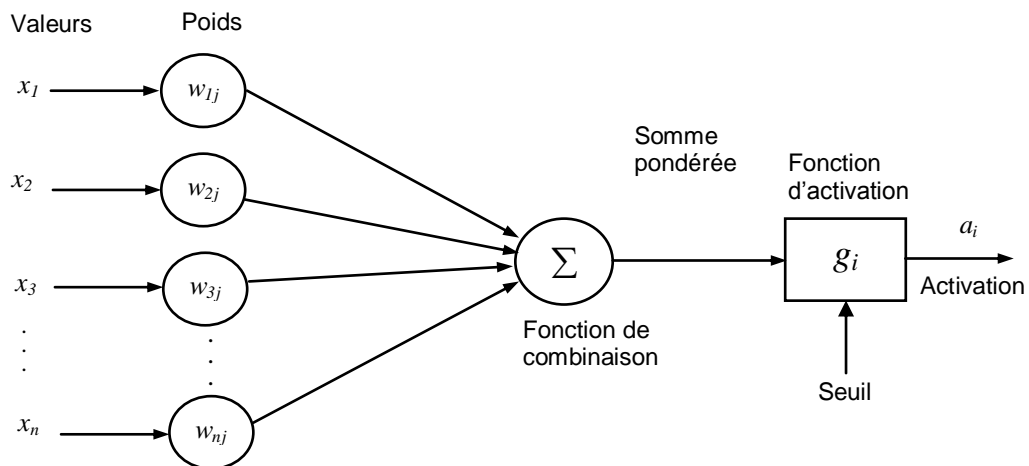 Valeurs
Poids
x1
w1j
x2
w2j
x3
w3j
xn
wnj
Σ
Fonction de
combinaison
Somme
pondérée
Fonction
d'activation
gi
ai
Activation
Seuil